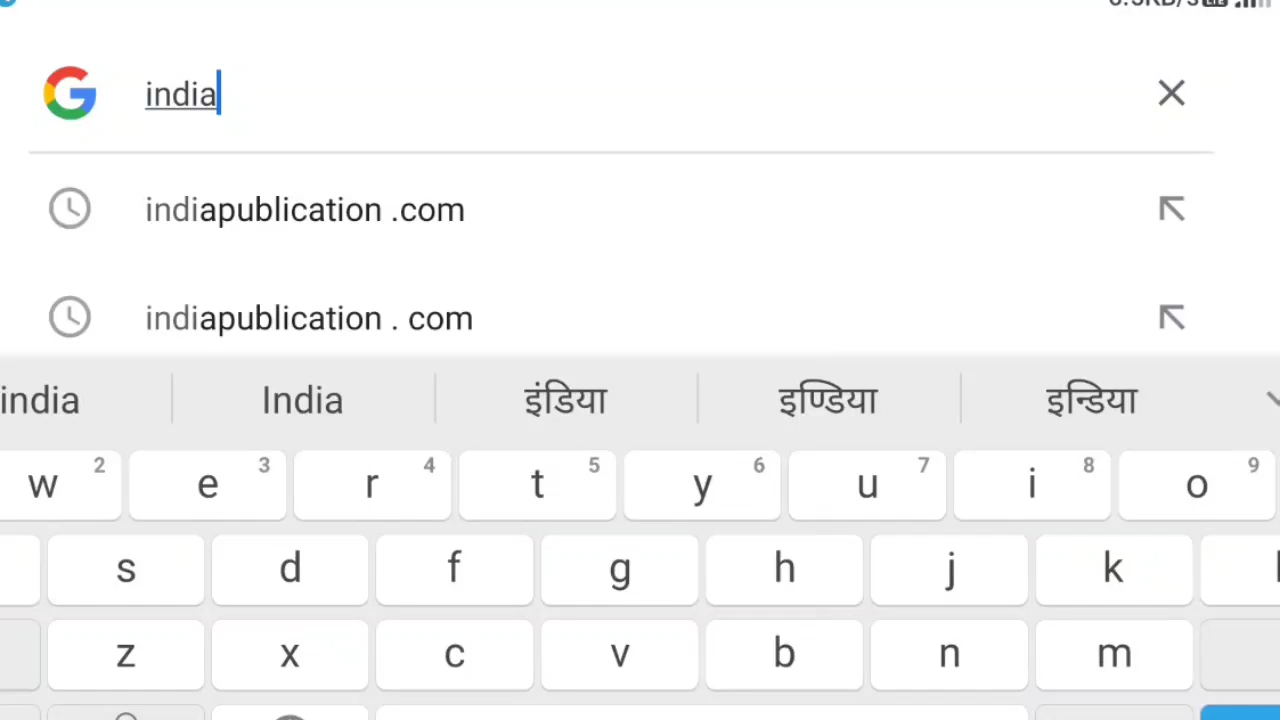 india
indiapublication .com
indiapublication . com
india India इंडिया इण्डिया इन्डिया
w 2 e 3 r 4 t 5 y 6 u 7 i 8 o 9
s d f g h j k
z x c v b n m